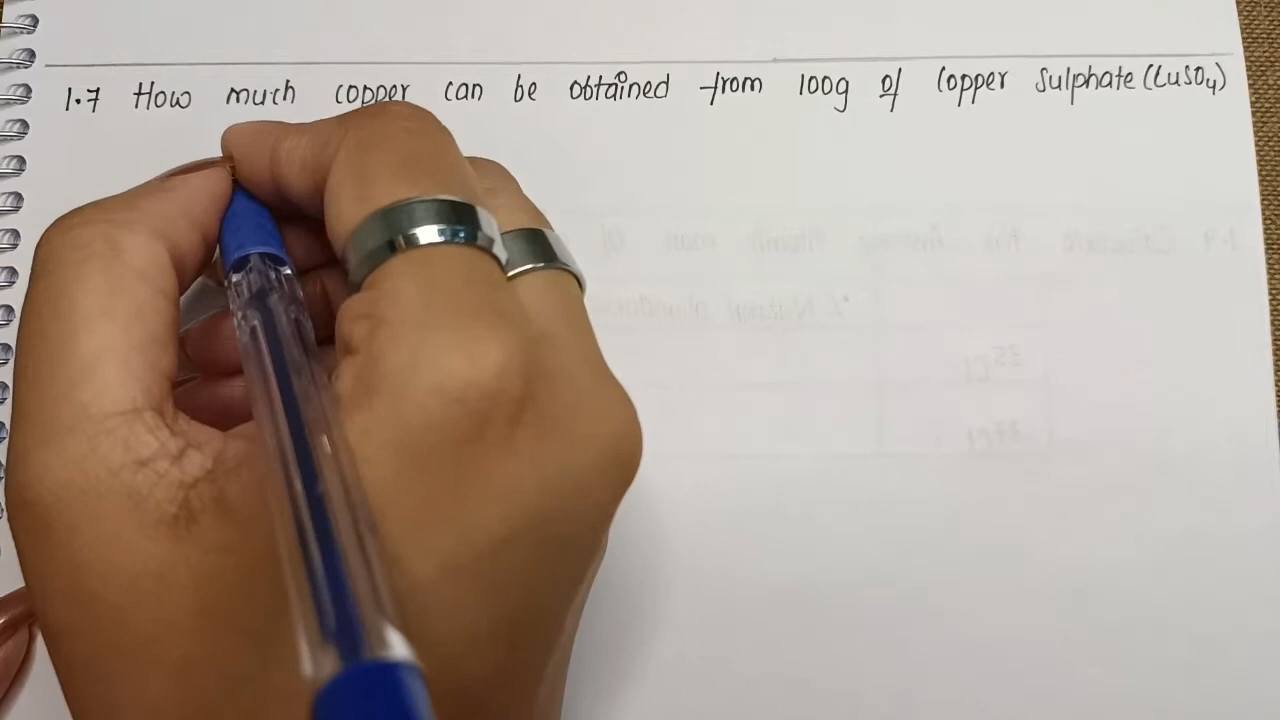 1.7 How much copper can be obtained from 100g of Copper Sulphate (CuSO₄)